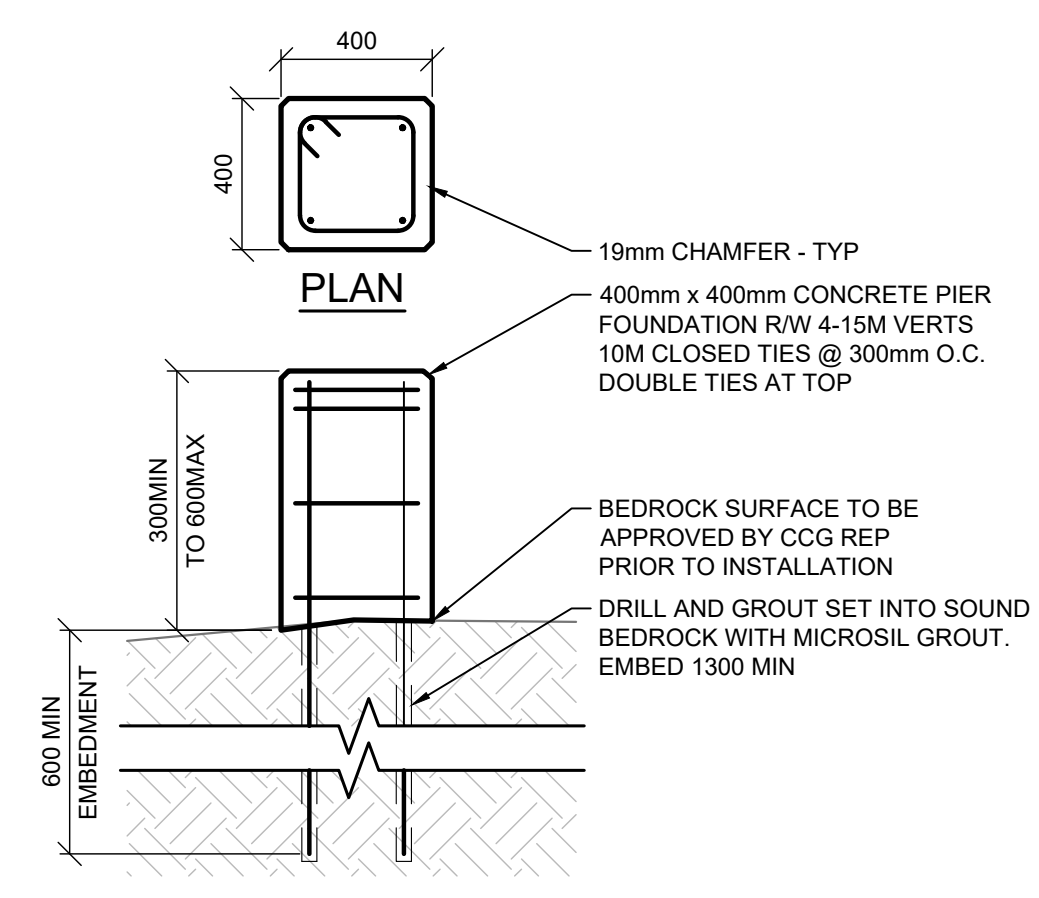 400
400
19mm CHAMFER - TYP
PLAN
400mm x 400mm CONCRETE PIER
FOUNDATION R/W 4-15M VERTS
10M CLOSED TIES @ 300mm O.C.
DOUBLE TIES AT TOP
300MIN
TO 600MAX
BEDROCK SURFACE TO BE
APPROVED BY CCG REP
PRIOR TO INSTALLATION
DRILL AND GROUT SET INTO SOUND
BEDROCK WITH MICROSIL GROUT.
EMBED 1300 MIN
600 MIN
EMBEDMENT